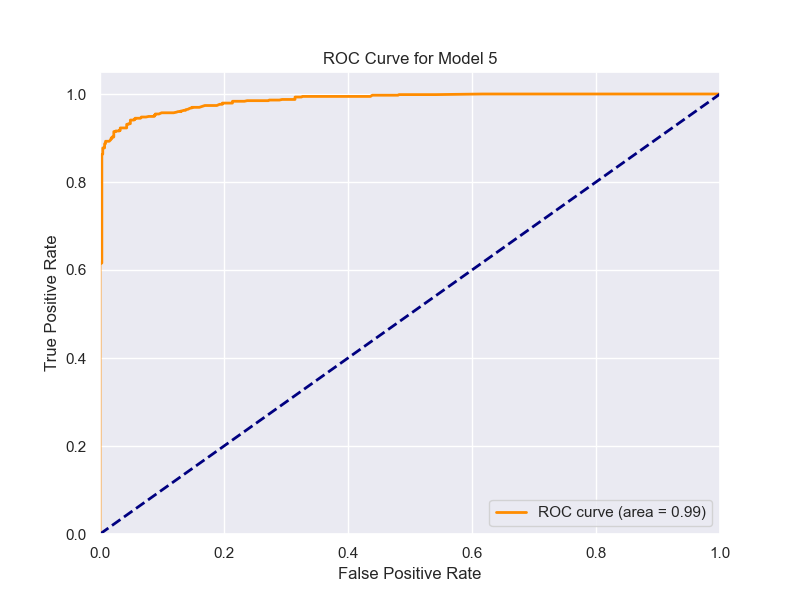 ROC Curve for Model 5
1.0
0.8
0.6
0.4
0.2
0.0
True Positive Rate
0.0 0.2 0.4 0.6 0.8 1.0
False Positive Rate
ROC curve (area = 0.99)